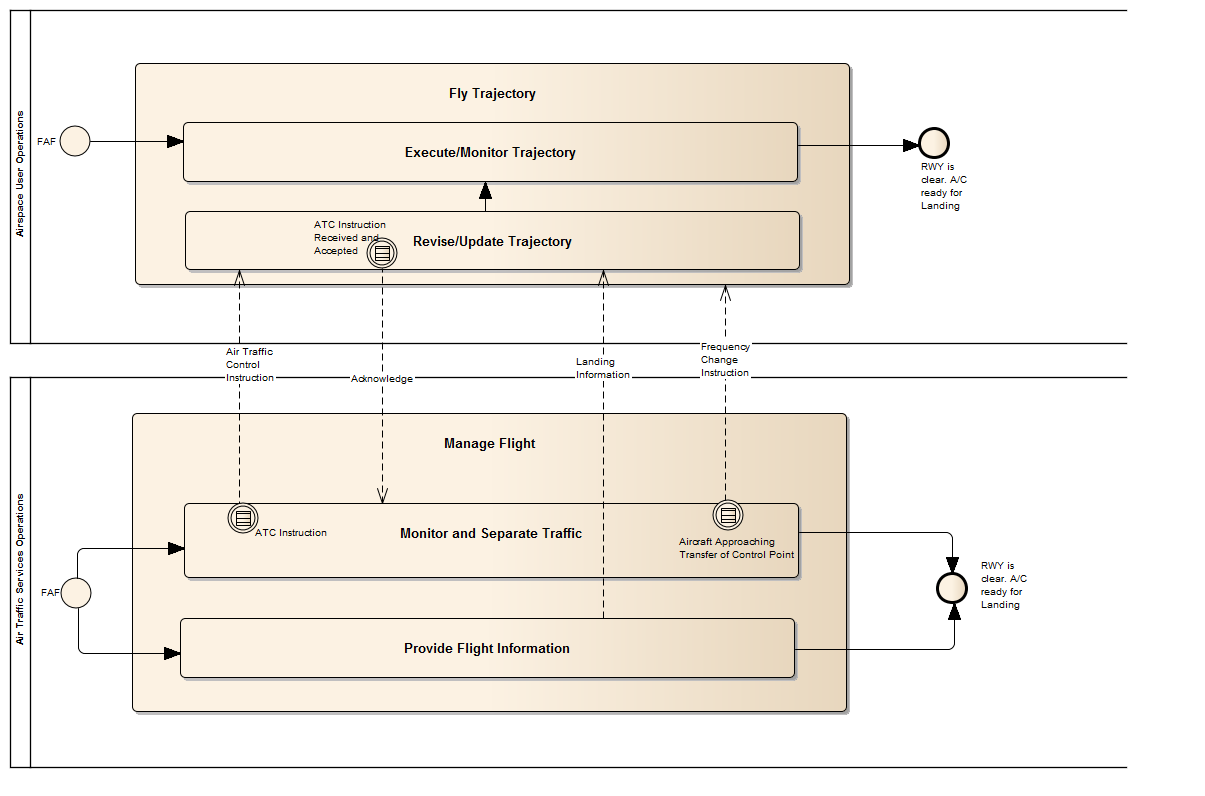 Airspace User Operations
Fly Trajectory
FAF
Execute/Monitor Trajectory
RWY is
clear. A/C
ready for
Landing
ATC Instruction
Received and
Accepted
Revise/Update Trajectory
Air Traffic
Control
Instruction
Acknowledge
Landing
Information
Frequency
Change
Instruction
Air Traffic Services Operations
Manage Flight
ATC Instruction
Monitor and Separate Traffic
Aircraft Approaching
Transfer of Control Point
FAF
RWY is
clear. A/C
ready for
Landing
Provide Flight Information